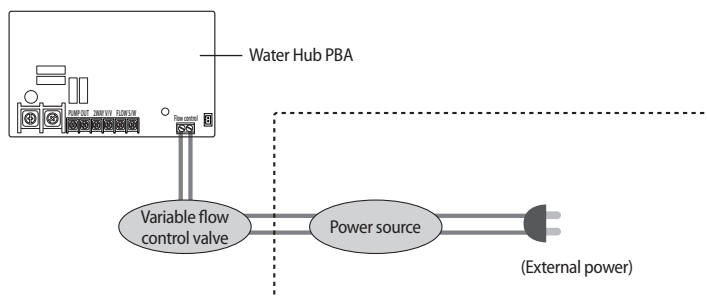 Water Hub PBA
PUMP OUT 2WAY V/V FLOW S/W
Flow control
Variable flow
control valve
Power source
(External power)